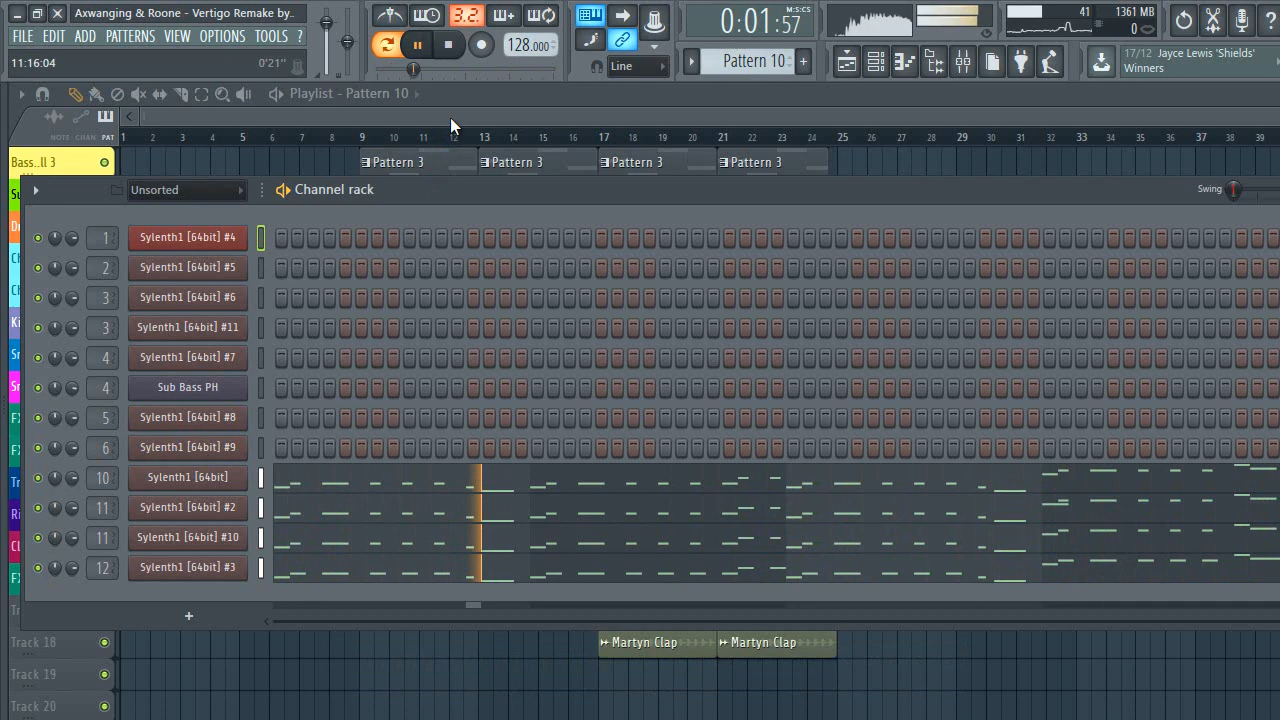 Axwanging & Roone - Vertigo Remake by..
FILE EDIT ADD PATTERNS VIEW OPTIONS TOOLS ?
11:16:04 0'21"
3.2.
128.000
Line
0:01:57 M:S:CS
Pattern 10 +
41 1361 MB
0
17/12 Jayce Lewis 'Shields'
Winners
Playlist - Pattern 10
NOTE CHAN PAT
1 2 3 4 5 6 7 8 9 10 11 12 13 14 15 16 17 18 19 20 21 22 23 24 25 26 27 28 29 30 31 32 33 34 35 36 37 38 39
Bass..ll 3
Pattern 3 Pattern 3 Pattern 3 Pattern 3
Unsorted
Channel rack
Swing
1 Sylenth1 [64bit] #4
2 Sylenth1 [64bit] #5
3 Sylenth1 [64bit] #6
3 Sylenth1 [64bit] #11
4 Sylenth1 [64bit] #7
4 Sub Bass PH
5 Sylenth1 [64bit] #8
6 Sylenth1 [64bit] #9
10 Sylenth1 [64bit]
11 Sylenth1 [64bit] #2
11 Sylenth1 [64bit] #10
12 Sylenth1 [64bit] #3
+
Track 18
Martyn Clap Martyn Clap
Track 19
Track 20